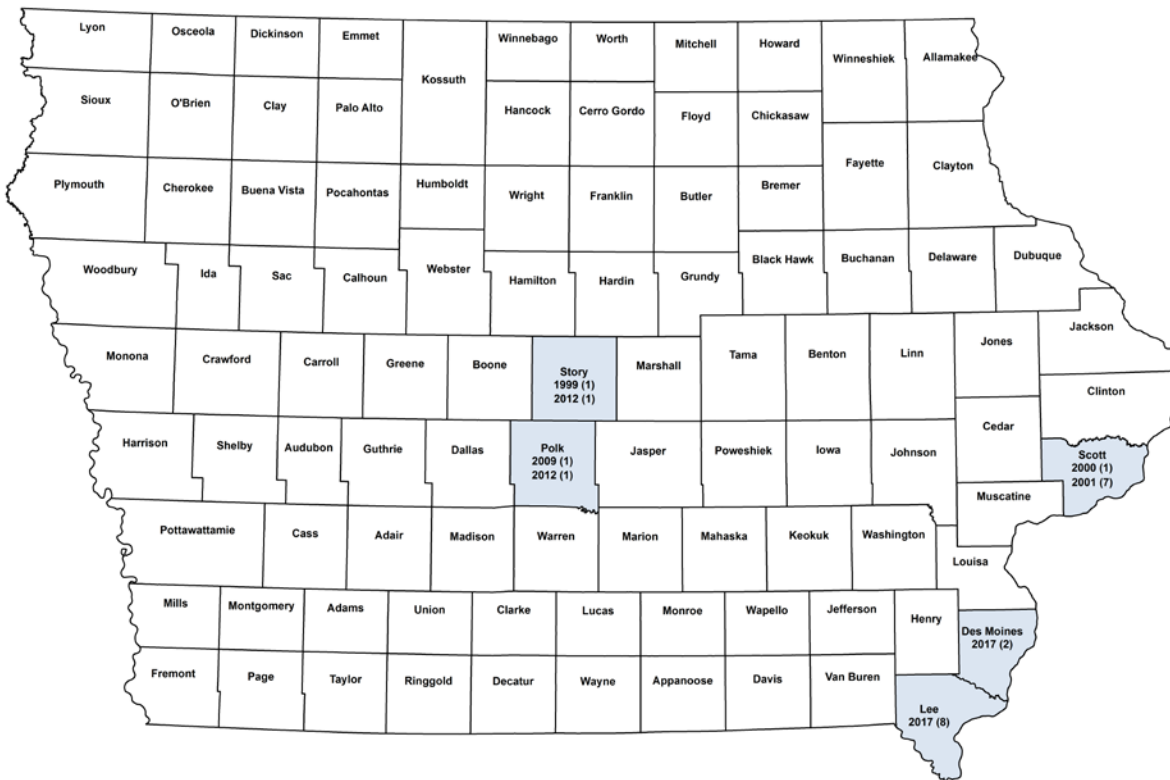 Lyon
Osceola
Dickinson
Emmet
Kossuth
Winnebago
Worth
Mitchell
Howard
Winneshiek
Allamakee
Sioux
O'Brien
Clay
Palo Alto
Hancock
Cerro Gordo
Floyd
Chickasaw
Plymouth
Cherokee
Buena Vista
Pocahontas
Humboldt
Wright
Franklin
Butler
Bremer
Fayette
Clayton
Woodbury
Ida
Sac
Calhoun
Webster
Hamilton
Hardin
Grundy
Black Hawk
Buchanan
Delaware
Dubuque
Monona
Crawford
Carroll
Greene
Boone
Story
1999 (1)
2012 (1)
Marshall
Tama
Benton
Linn
Jones
Jackson
Clinton
Harrison
Shelby
Audubon
Guthrie
Dallas
Polk
2009 (1)
2012 (1)
Jasper
Poweshiek
Iowa
Johnson
Cedar
Scott
2000 (1)
2001 (7)
Muscatine
Pottawattamie
Cass
Adair
Madison
Warren
Marion
Mahaska
Keokuk
Washington
Louisa
Mills
Montgomery
Adams
Union
Clarke
Lucas
Monroe
Wapello
Jefferson
Henry
Des Moines
2017 (2)
Fremont
Page
Taylor
Ringgold
Decatur
Wayne
Appanoose
Davis
Van Buren
Lee
2017 (8)